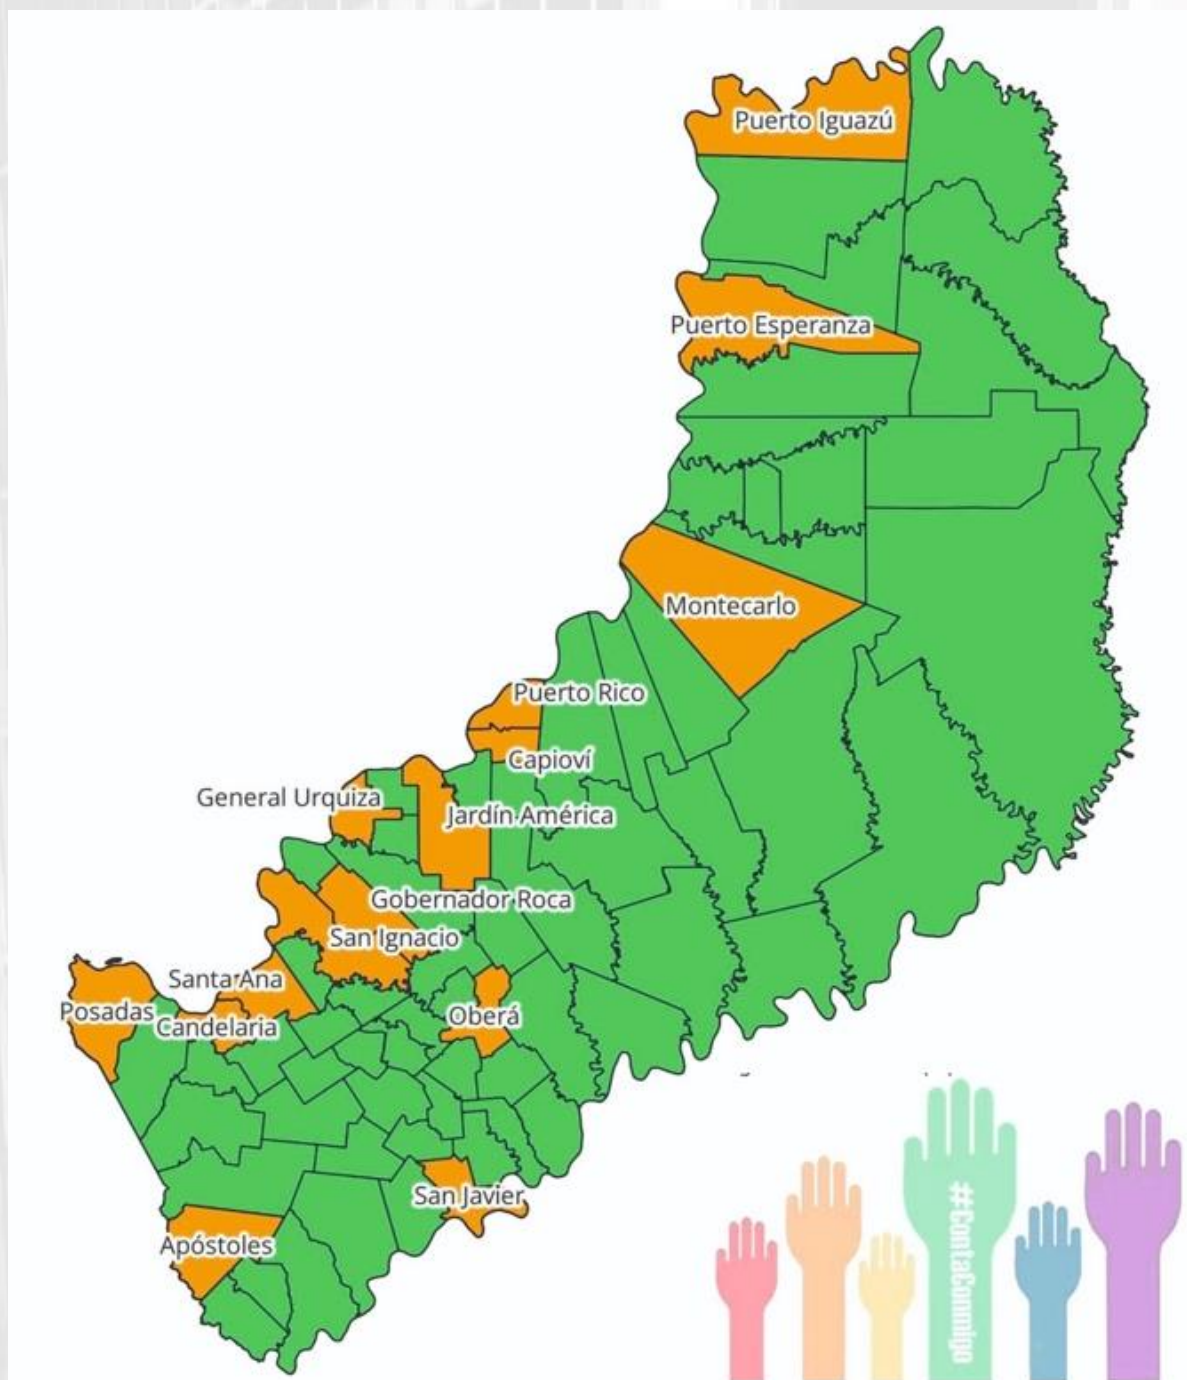 Puerto Iguazú
Puerto Esperanza
Montecarlo
Puerto Rico
Capioví
General Urquiza
Jardín América
Gobernador Roca
San Ignacio
Santa Ana
Posadas
Candelaria
Oberá
San Javier
Apóstoles
#ContaConmigo